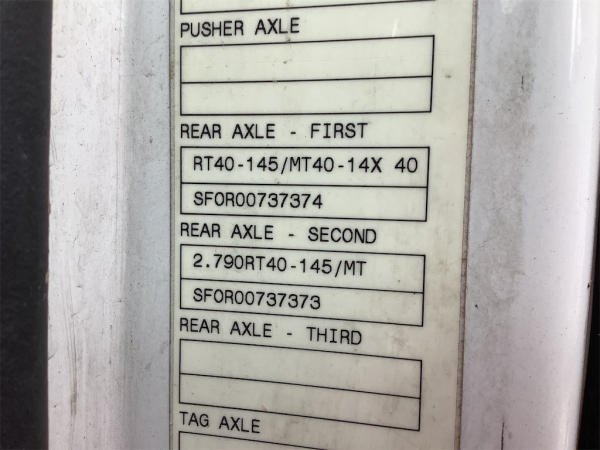 PUSHER AXLE
REAR AXLE - FIRST
RT40-145/MT40-14X 40
SFOR00737374
REAR AXLE - SECOND
2.790RT40-145/MT
SFOR00737373
REAR AXLE - THIRD
TAG AXLE